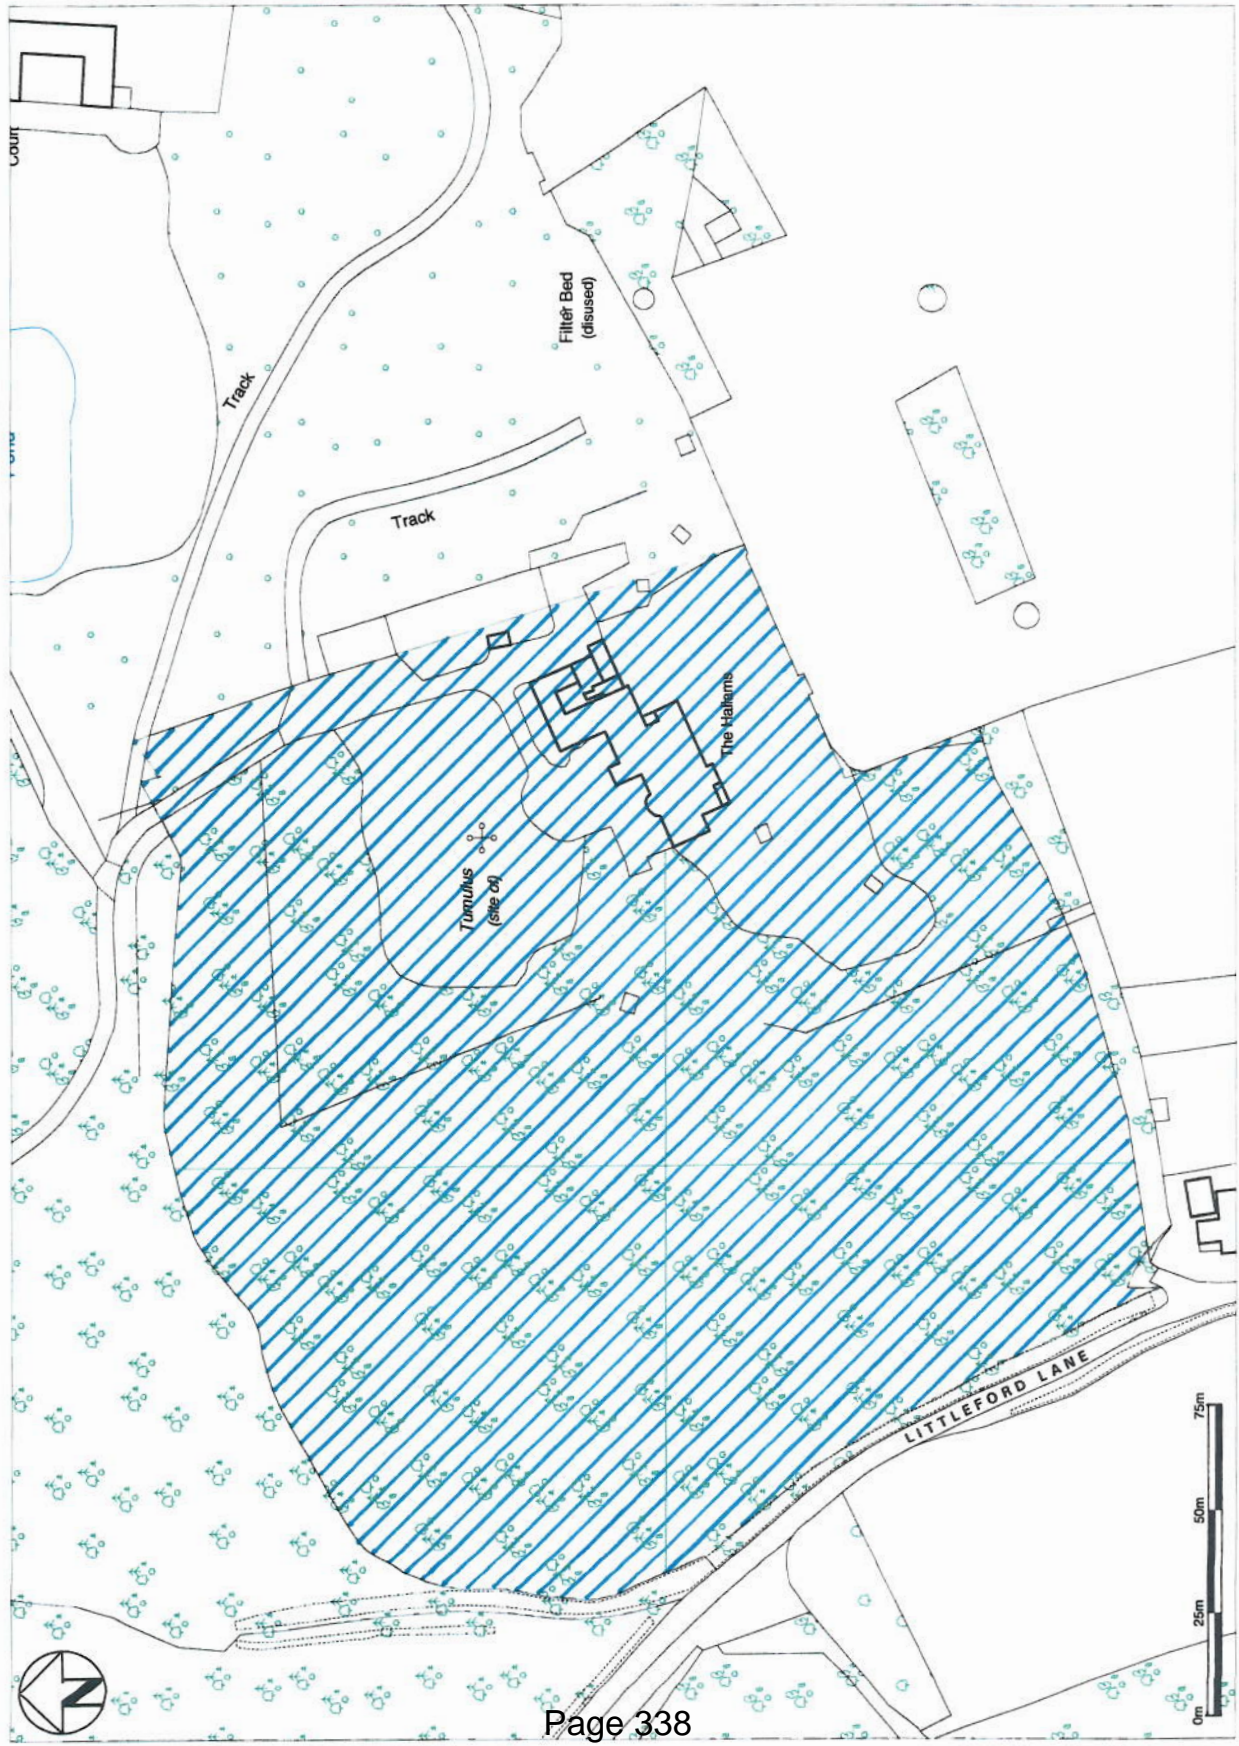 Track
Filter Bed
(disused)
Track
The Hallams
Tumulus
(site of)
LITTLEFORD LANE
0m
25m
50m
75m
N
Page 338